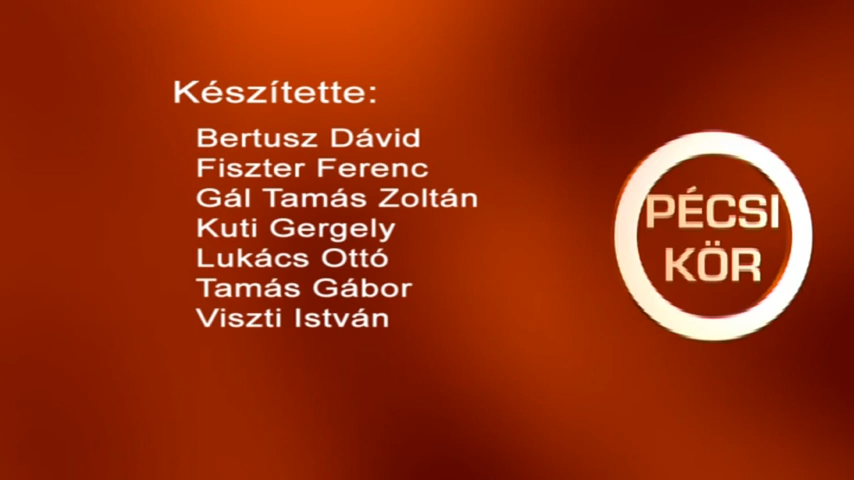 Készítette:
Bertusz Dávid
Fiszter Ferenc
Gál Tamás Zoltán
Kuti Gergely
Lukács Ottó
Tamás Gábor
Viszti István
PÉCSI
KÖR